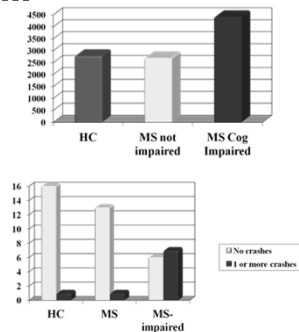 4500
4000
3500
3000
2500
2000
1500
1000
500
0
HC
MS not
impaired
MS Cog
Impaired
16
14
12
10
8
6
4
2
0
HC
MS
MS-
impaired
No crashes
1 or more crashes